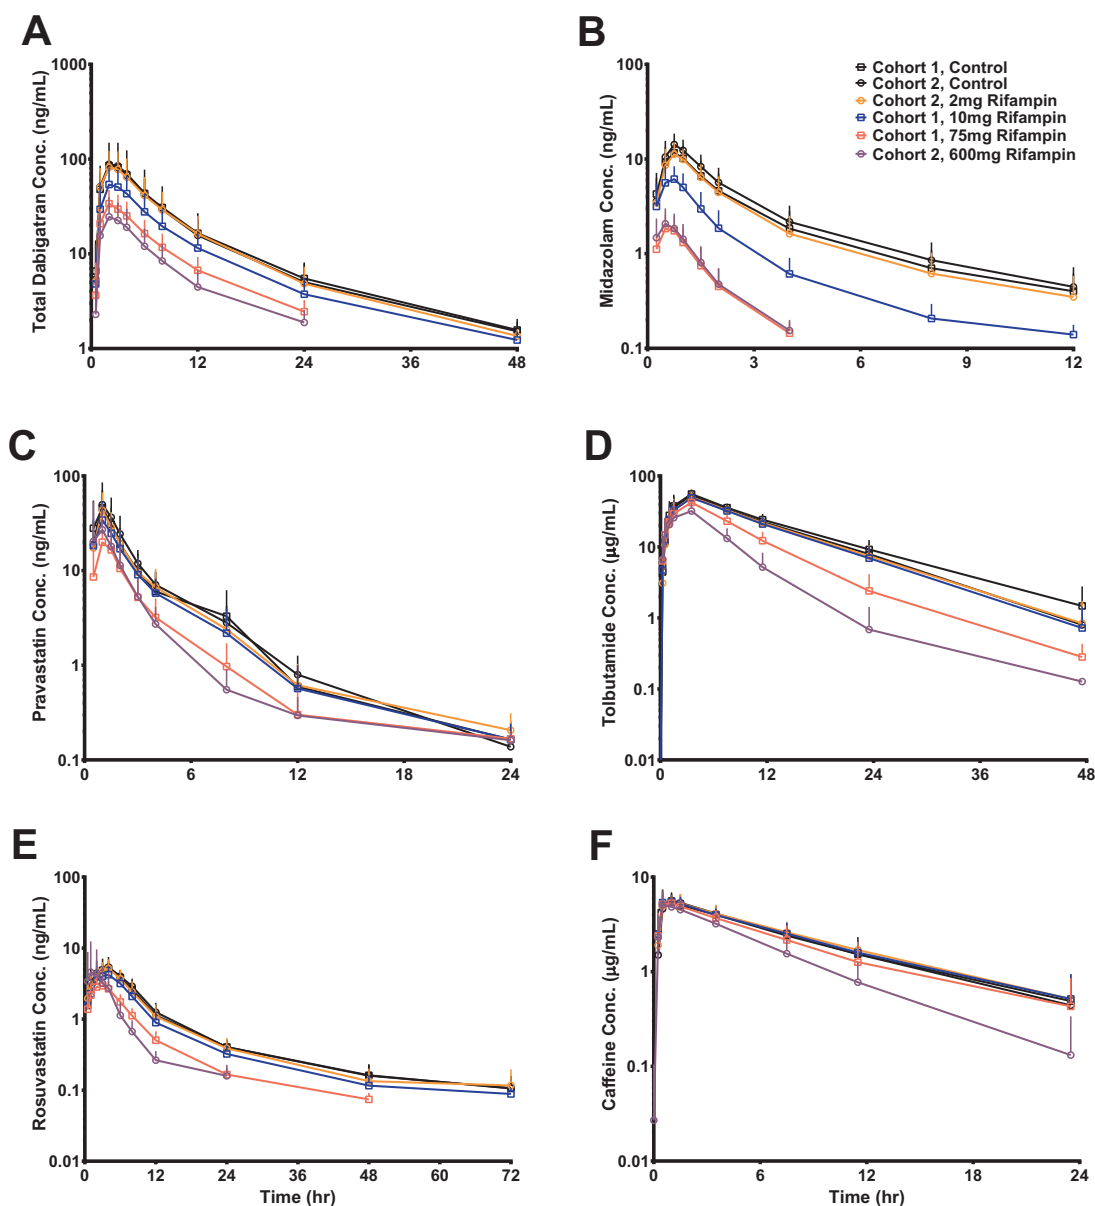 A
B
Total Dabigatran Conc. (ng/mL)
1000
100
10
1
0 12 24 36 48
Midazolam Conc. (ng/mL)
100
10
1
0.1
0 3 6 9 12
Cohort 1, Control
Cohort 2, Control
Cohort 2, 2mg Rifampin
Cohort 1, 10mg Rifampin
Cohort 1, 75mg Rifampin
Cohort 2, 600mg Rifampin
C
D
Pravastatin Conc. (ng/mL)
100
10
1
0.1
0 6 12 18 24
Tolbutamide Conc. (µg/mL)
100
10
1
0.1
0.01
0 12 24 36 48
E
F
Rosuvastatin Conc. (ng/mL)
100
10
1
0.1
0.01
0 12 24 36 48 60 72
Time (hr)
Caffeine Conc. (µg/mL)
10
1
0.1
0.01
0 6 12 18 24
Time (hr)